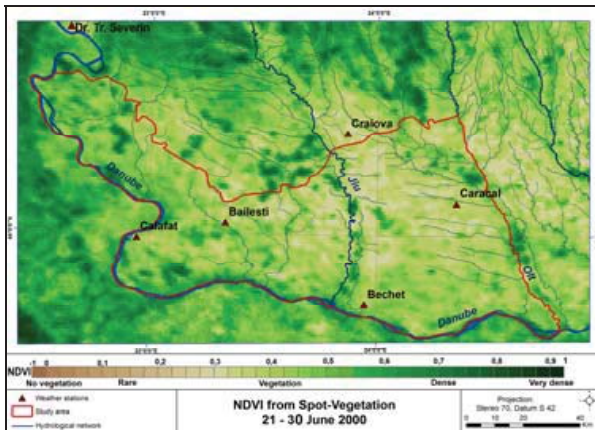 Dr. Tr. Severin
Craiova
Danube
Jiu
Caracal
Bailesti
Calafat
Olt
Bechet
Danube
NDVI
-1 0 0,1 0,2 0,3 0,4 0,5 0,6 0,7 0,8 0,9 1
No vegetation Rare Vegetation Dense Very dense
Weather stations
Study area
Hydrological network
NDVI from Spot-Vegetation
21 - 30 June 2000
Projection:
Stereo 70, Datum S 42
0 10 20 40
Km